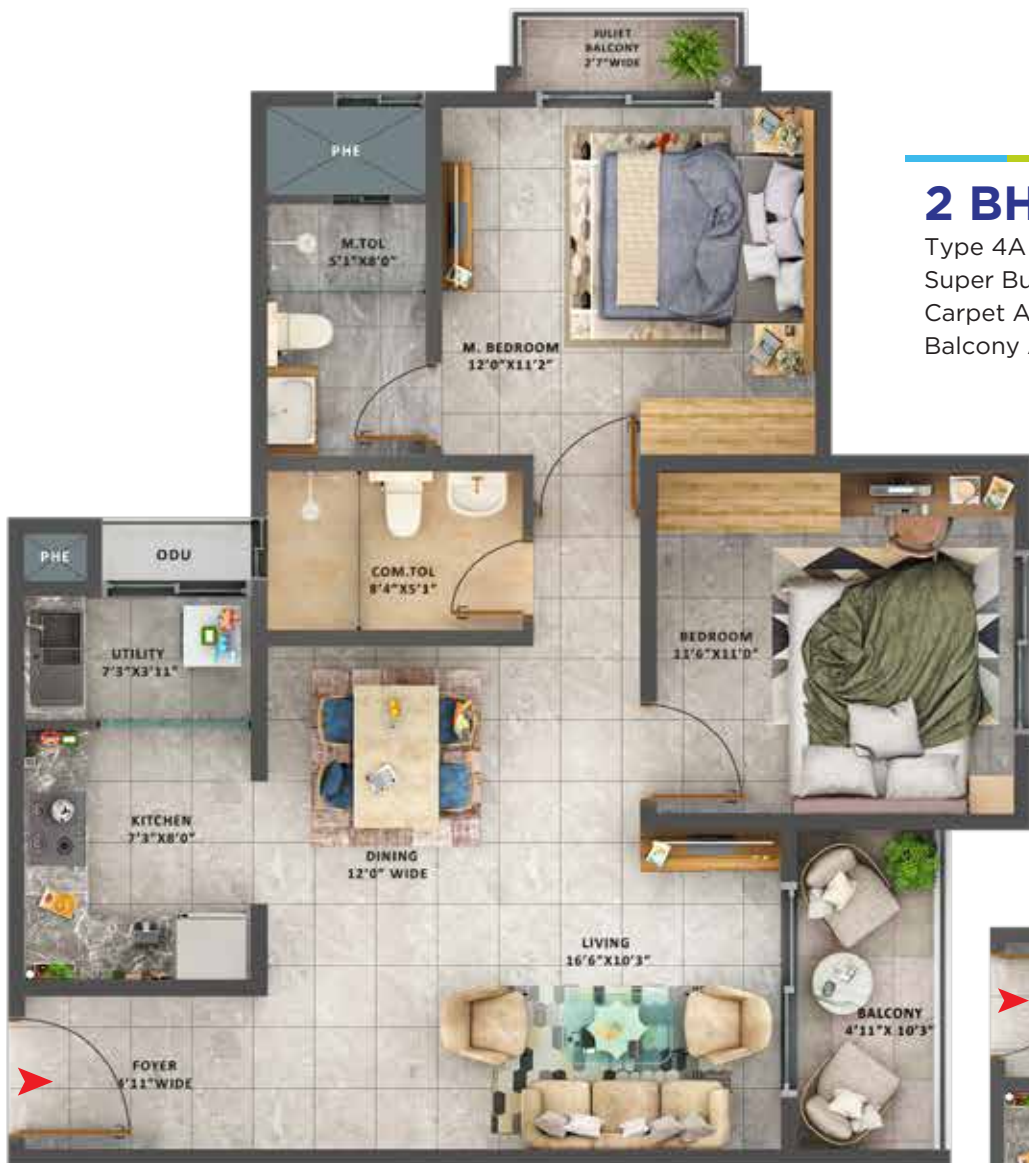 JULIET
BALCONY
2'7"WIDE
PHE
M.TOL
5'1"X8'0"
M. BEDROOM
12'0"X11'2"
2 BH
Type 4A
Super Bu
Carpet A
Balcony
PHE
ODU
COM.TOL
8'4"X5'1"
UTILITY
7'3"X3'11"
BEDROOM
11'6"X11'0"
KITCHEN
7'3"X8'0"
DINING
12'0" WIDE
LIVING
16'6"X10'3"
BALCONY
4'11"X 10'3"
FOYER
4'11"WIDE